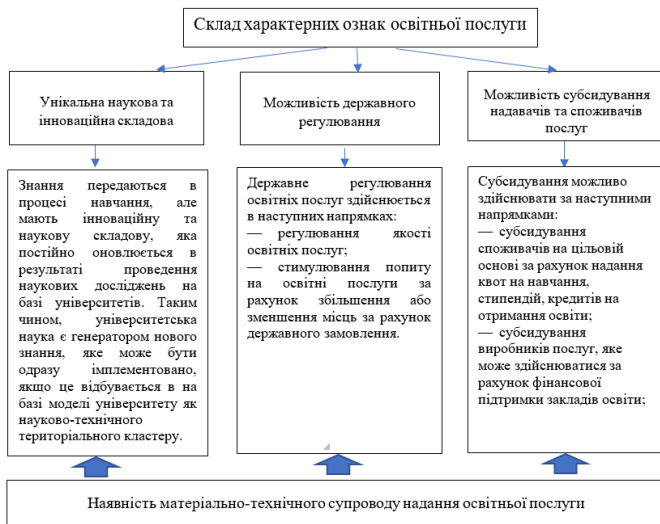 Склад характерних ознак освітньої послуги
Унікальна наукова та
інноваційна складова
Можливість державного
регулювання
Можливість субсидування
надавачів та споживачів
послуг
Знання передаються в
процесі навчання, але
мають інноваційну та
наукову складову, яка
постійно оновлюється в
результаті проведення
наукових досліджень на
базі університетів. Таким
чином, університетська
наука є генератором нового
знання, яке може бути
одразу імплементовано,
якщо це відбувається в на
базі моделі університету як
науково-технічного
територіального кластеру.
Державне регулювання
освітніх послуг здійснюється
в наступних напрямках:
— регулювання якості
освітніх послуг;
— стимулювання попиту
на освітні послуги за
рахунок збільшення або
зменшення місць за рахунок
державного замовлення.
Субсидування можливо
здійснювати за наступними
напрямками:
— субсидування
споживачів на цільовій
основі за рахунок надання
квот на навчання,
стипендій, кредитів на
отримання освіти;
— субсидування
виробників послуг, яке
може здійснюватися за
рахунок фінансової
підтримки закладів освіти;
Наявність матеріально-технічного супроводу надання освітньої послуги